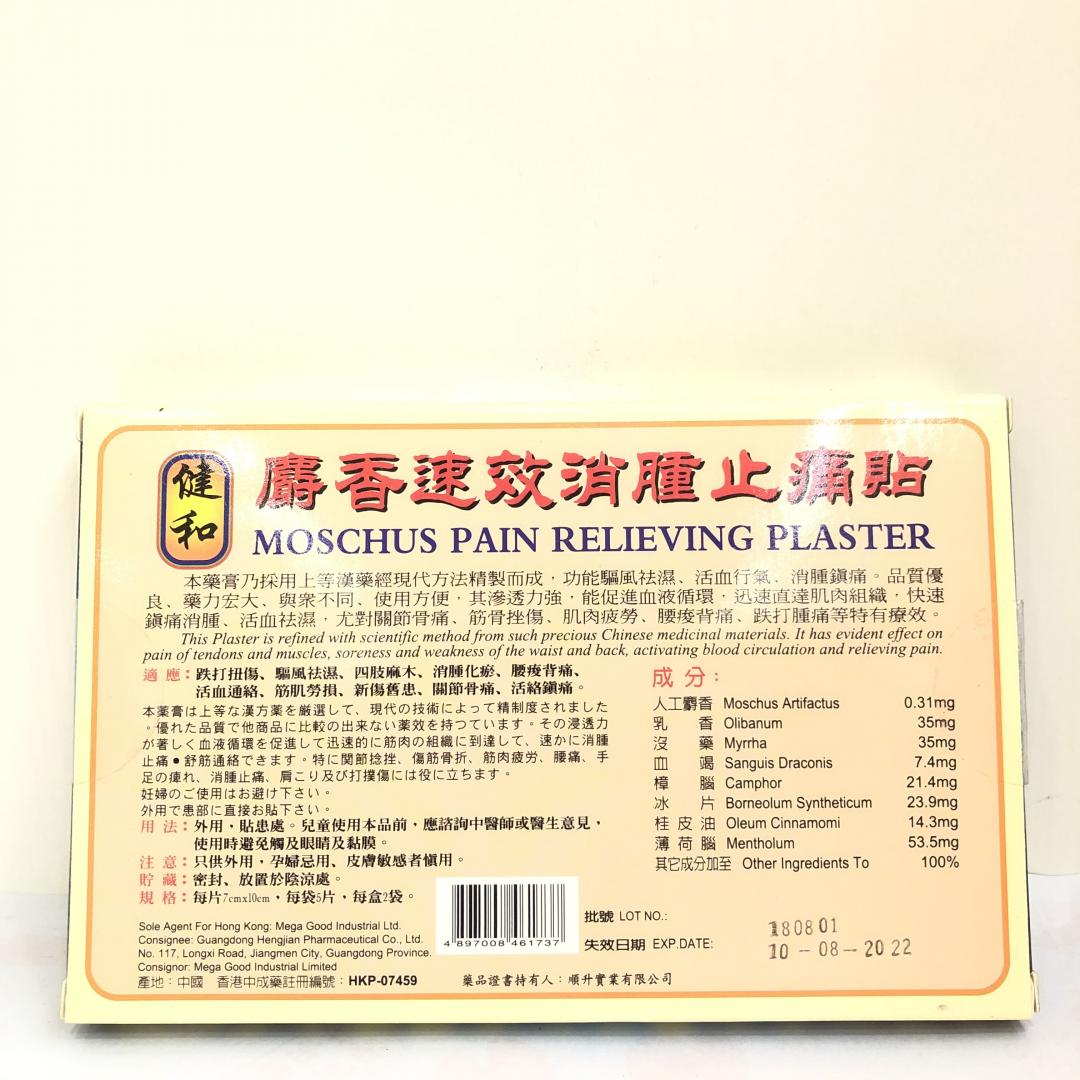 健和
麝香速效消腫止痛貼
MOSCHUS PAIN RELIEVING PLASTER
本藥膏乃採用上等漢藥經現代方法精製而成，功能驅風祛濕、活血行氣、消腫鎮痛。品質優
良、藥力宏大、與衆不同、使用方便，其滲透力強，能促進血液循環，迅速直達肌肉組織，快速
鎮痛消腫、活血祛濕，尤對關節骨痛、筋骨挫傷、肌肉疲勞、腰痠背痛、跌打腫痛等特有療效。
This Plaster is refined with scientific method from such precious Chinese medicinal materials. It has evident effect on
pain of tendons and muscles, soreness and weakness of the waist and back, activating blood circulation and relieving pain.
適應：跌打扭傷、驅風祛濕、四肢麻木、消腫化瘀、腰痠背痛、
活血通絡、筋肌勞損、新傷舊患、關節骨痛、活絡鎮痛。
本薬膏は上等な漢方薬を厳選して、現代の技術によって精制度されました
。優れた品質で他商品に比較の出来ない薬効を持つています。その浸透力
が著しく血液循環を促進して迅速的に筋肉の組織に到達して、速かに消腫
止痛●舒筋通絡できます。特に関節捻挫、傷筋骨折、筋肉疲労、腰痛、手
足の痺れ、消腫止痛、肩こり及び打撲傷には役に立ちます。
妊婦のご使用はお避け下さい。
外用で患部に直接お貼下さい。
用法：外用，貼患處。兒童使用本品前，應諮詢中醫師或醫生意見，
使用時避免觸及眼睛及黏膜。
注意：只供外用，孕婦忌用、皮膚敏感者慎用。
貯藏：密封、放置於陰涼處。
規格：每片7cmx10cm，每袋5片，每盒2袋。
成分：
人工麝香 Moschus Artifactus 0.31mg
乳香 Olibanum 35mg
沒藥 Myrrha 35mg
血竭 Sanguis Draconis 7.4mg
樟腦 Camphor 21.4mg
冰片 Borneolum Syntheticum 23.9mg
桂皮油 Oleum Cinnamomi 14.3mg
薄荷腦 Mentholum 53.5mg
其它成分加至 Other Ingredients To 100%
Sole Agent For Hong Kong: Mega Good Industrial Ltd.
Consignee: Guangdong Hengjian Pharmaceutical Co., Ltd.
No. 117, Longxi Road, Jiangmen City, Guangdong Province.
Consignor: Mega Good Industrial Limited
產地：中國 香港中成藥註冊編號：HKP-07459
4 897008 461737
批號 LOT NO.: 180801
失效日期 EXP.DATE: 10-08-2022
藥品證書持有人：順升實業有限公司